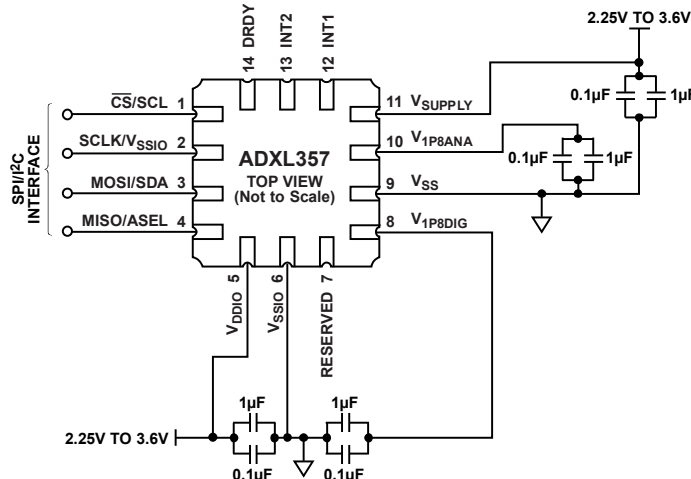 2.25V TO 3.6V
14 DRDY
13 INT2
12 INT1
CS/SCL 1
11 VSUPPLY
0.1µF
1µF
SCLK/VSSIO 2
ADXL357
10 V1P8ANA
SPI/I2C
INTERFACE
TOP VIEW
(Not to Scale)
0.1µF
1µF
MOSI/SDA 3
9 VSS
MISO/ASEL 4
8 V1P8DIG
VDDIO 5
VSSIO 6
RESERVED 7
1µF
1µF
2.25V TO 3.6V
0.1µF
0.1µF